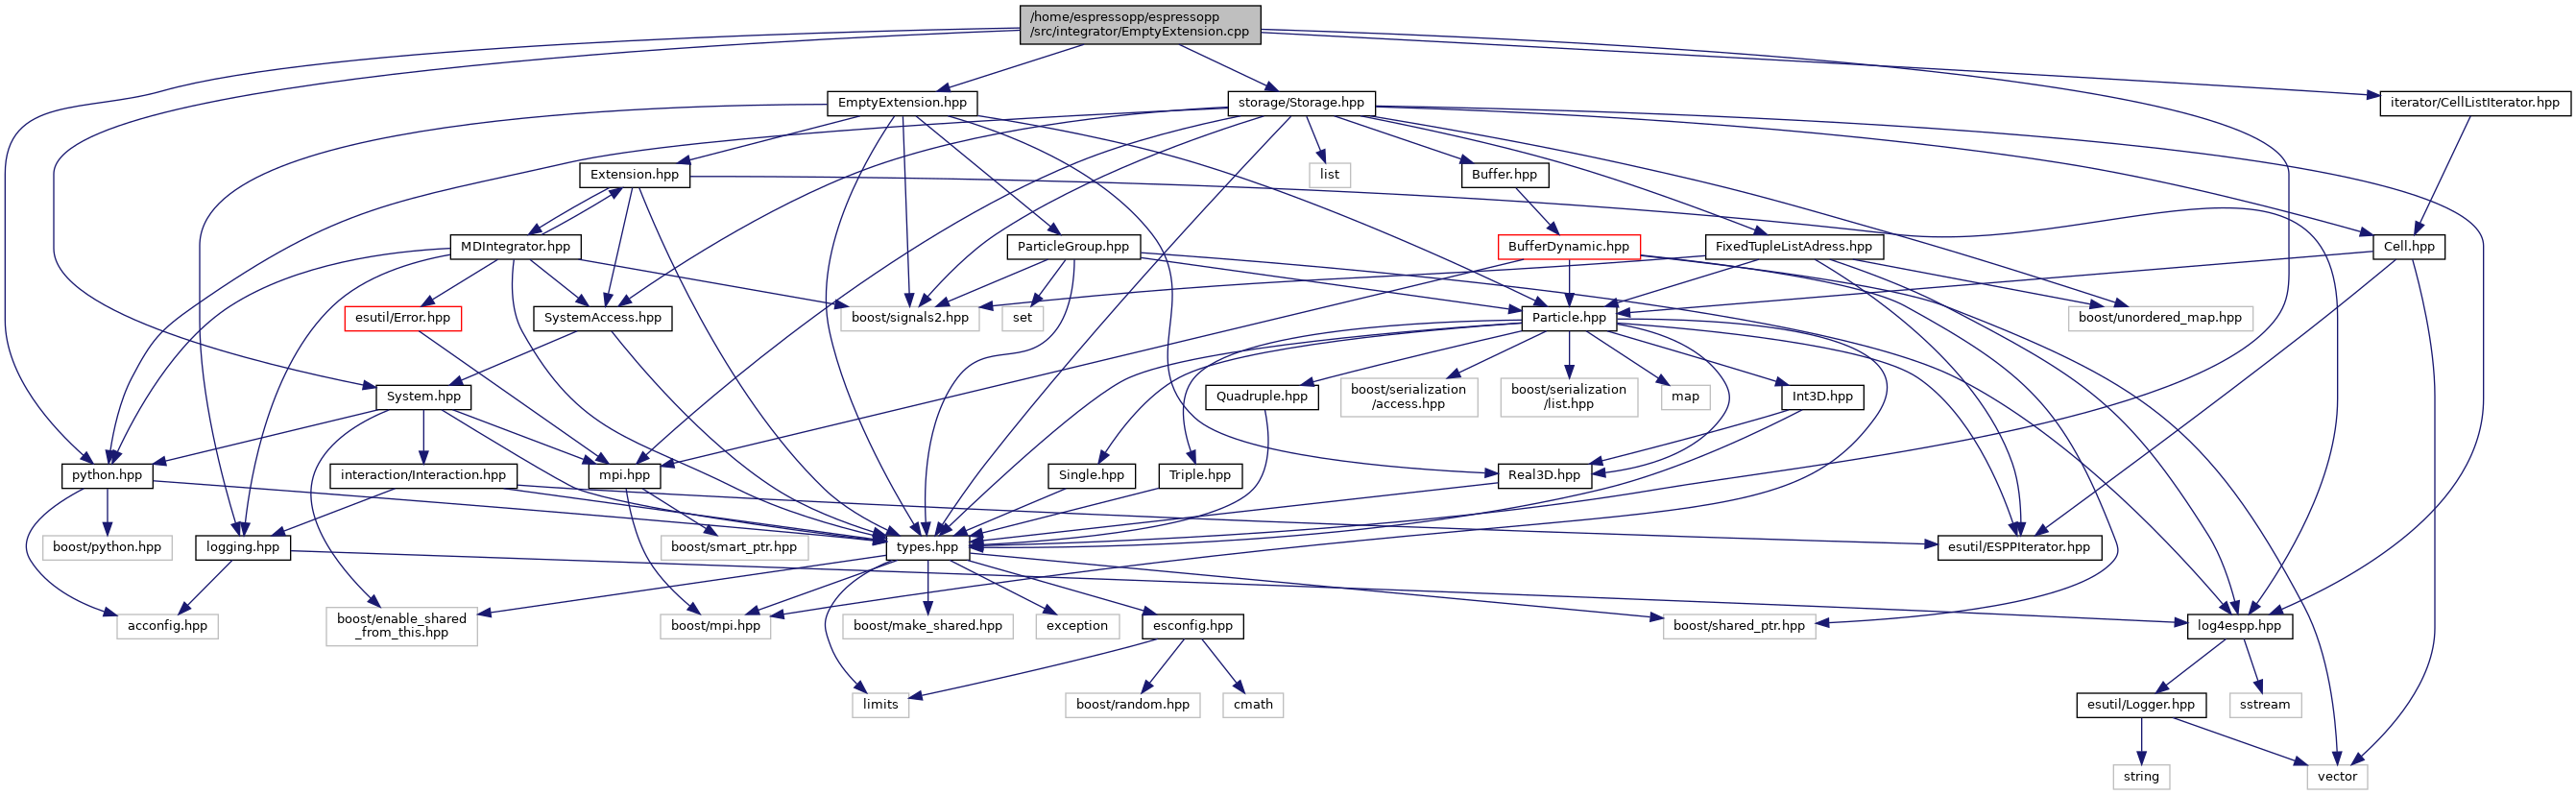 /home/espressopp/espressopp
/src/integrator/EmptyExtension.cpp
EmptyExtension.hpp
storage/Storage.hpp
iterator/CellListIterator.hpp
Extension.hpp
list
Buffer.hpp
MDIntegrator.hpp
ParticleGroup.hpp
BufferDynamic.hpp
FixedTupleListAdress.hpp
Cell.hpp
esutil/Error.hpp
SystemAccess.hpp
boost/signals2.hpp
set
Particle.hpp
boost/unordered_map.hpp
System.hpp
Quadruple.hpp
boost/serialization
/access.hpp
boost/serialization
/list.hpp
map
Int3D.hpp
python.hpp
interaction/Interaction.hpp
mpi.hpp
Single.hpp
Triple.hpp
Real3D.hpp
boost/python.hpp
logging.hpp
boost/smart_ptr.hpp
types.hpp
esutil/ESPPIterator.hpp
acconfig.hpp
boost/enable_shared
_from_this.hpp
boost/mpi.hpp
boost/make_shared.hpp
exception
esconfig.hpp
boost/shared_ptr.hpp
log4espp.hpp
limits
boost/random.hpp
cmath
esutil/Logger.hpp
sstream
string
vector